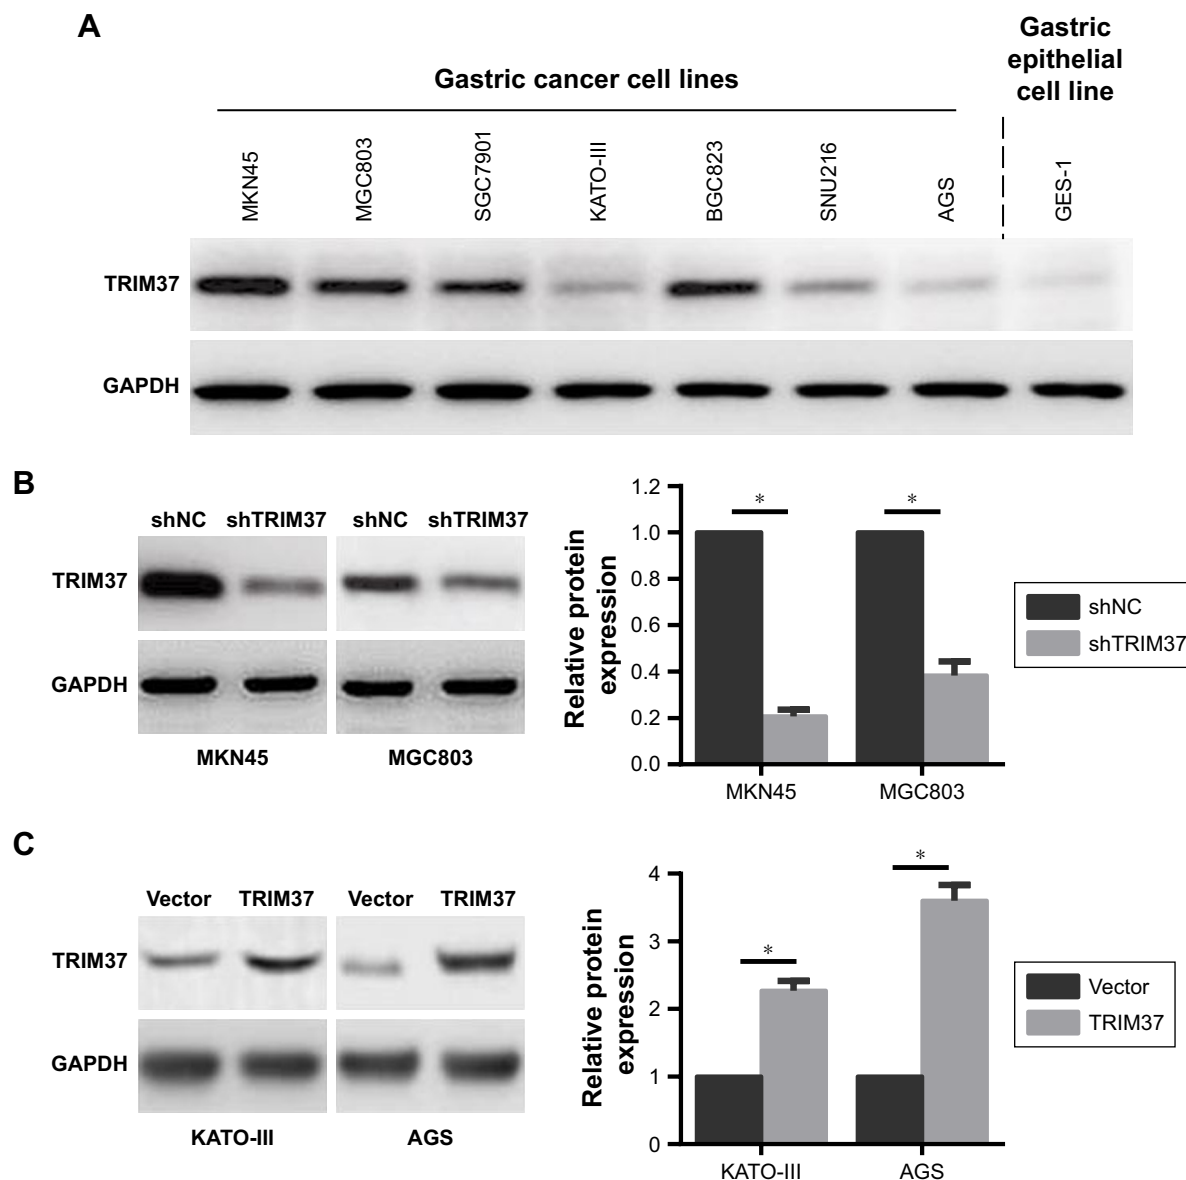 A
Gastric cancer cell lines
Gastric
epithelial
cell line
MKN45
MGC803
SGC7901
KATO-III
BGC823
SNU216
AGS
GES-1
TRIM37
GAPDH
B
shNC shTRIM37 shNC shTRIM37
TRIM37
GAPDH
MKN45 MGC803
Relative protein
expression
1.2
1.0
0.8
0.6
0.4
0.2
0.0
* *
MKN45 MGC803
shNC
shTRIM37
C
Vector TRIM37 Vector TRIM37
TRIM37
GAPDH
KATO-III AGS
Relative protein
expression
4
3
2
1
0
* *
KATO-III AGS
Vector
TRIM37